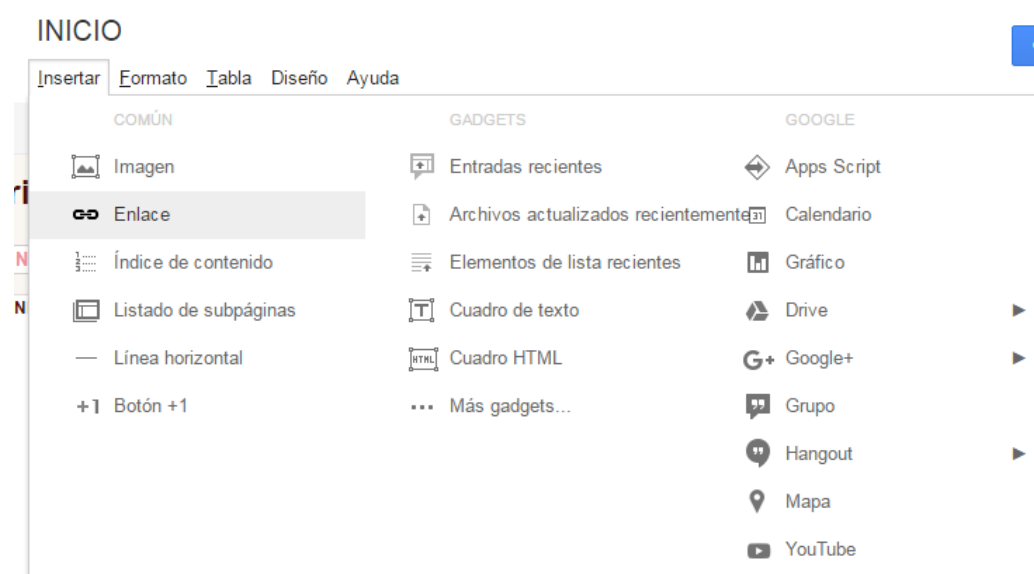 INICIO
Insertar Formato Tabla Diseño Ayuda
COMÚN GADGETS GOOGLE
Imagen Entradas recientes Apps Script
Enlace Archivos actualizados recientemente 31 Calendario
Índice de contenido Elementos de lista recientes Gráfico
Listado de subpáginas T Cuadro de texto Drive
Línea horizontal HTML Cuadro HTML G+ Google+
+1 Botón +1 Más gadgets... Grupo
Hangout
Mapa
YouTube